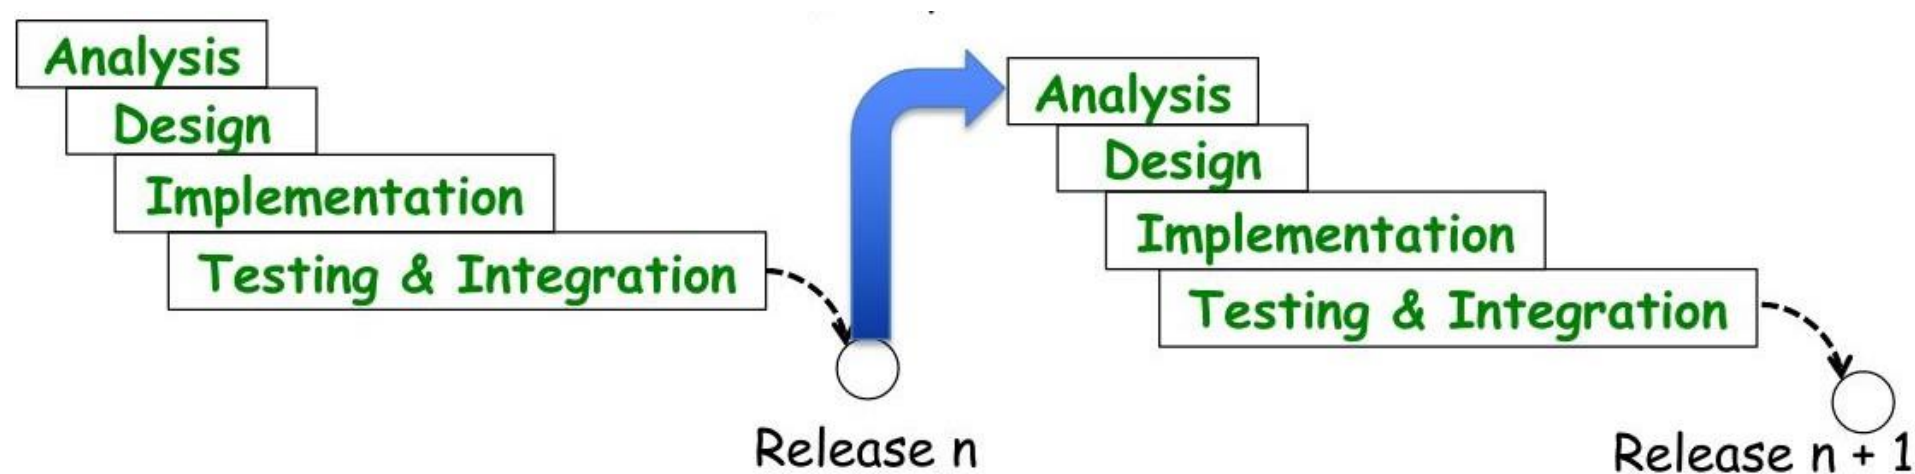 Analysis
Design
Implementation
Testing & Integration
Release n
Analysis
Design
Implementation
Testing & Integration
Release n + 1